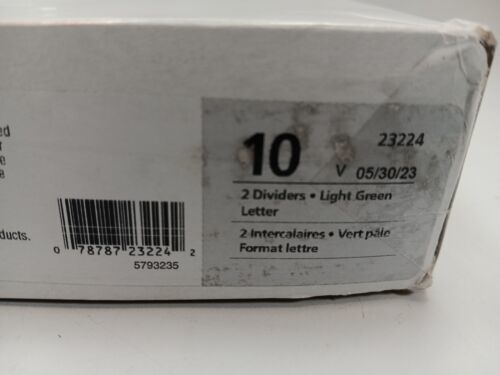 ed
r
e
e
ducts.
0 78787 23224 2
5793235
10
23224
V 05/30/23
2 Dividers • Light Green
Letter
2 Intercalaires • Vert pâle
Format lettre